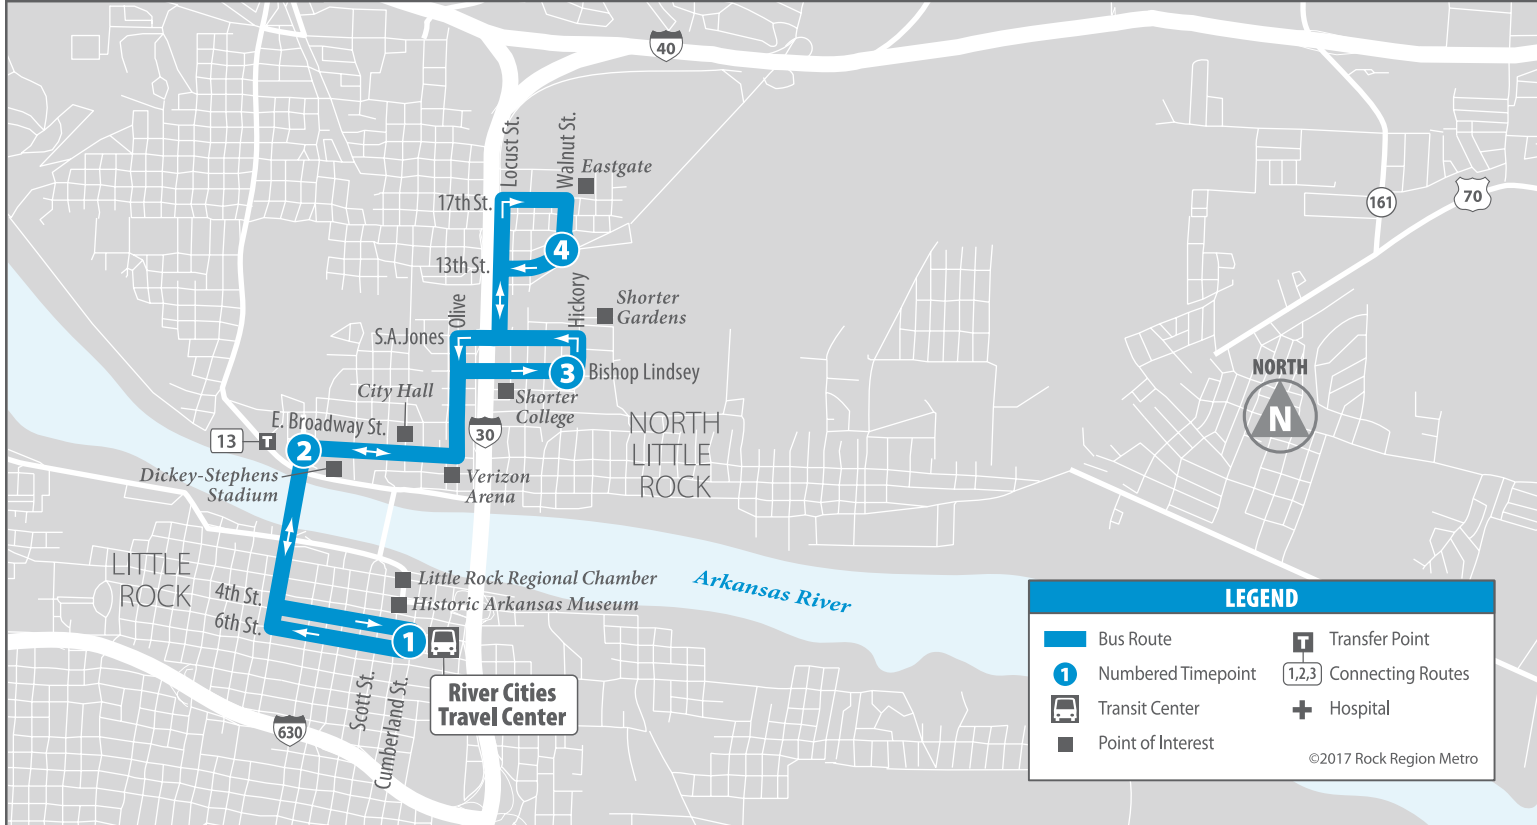 40
Locust St.
Walnut St.
Eastgate
17th St.
161
70
4
13th St.
Hickory
Olive
Shorter
Gardens
S.A.Jones
3
Bishop Lindsey
NORTH
N
City Hall
Shorter
College
E. Broadway St.
30
NORTH
LITTLE
ROCK
13
T
2
Dickey-Stephens
Stadium
Verizon
Arena
LITTLE
ROCK
Little Rock Regional Chamber
Historic Arkansas Museum
Arkansas River
4th St.
6th St.
1
River Cities
Travel Center
Scott St.
Cumberland St.
630
LEGEND
Bus Route
T
Transfer Point
1
Numbered Timepoint
1,2,3
Connecting Routes
Transit Center
Hospital
Point of Interest
©2017 Rock Region Metro